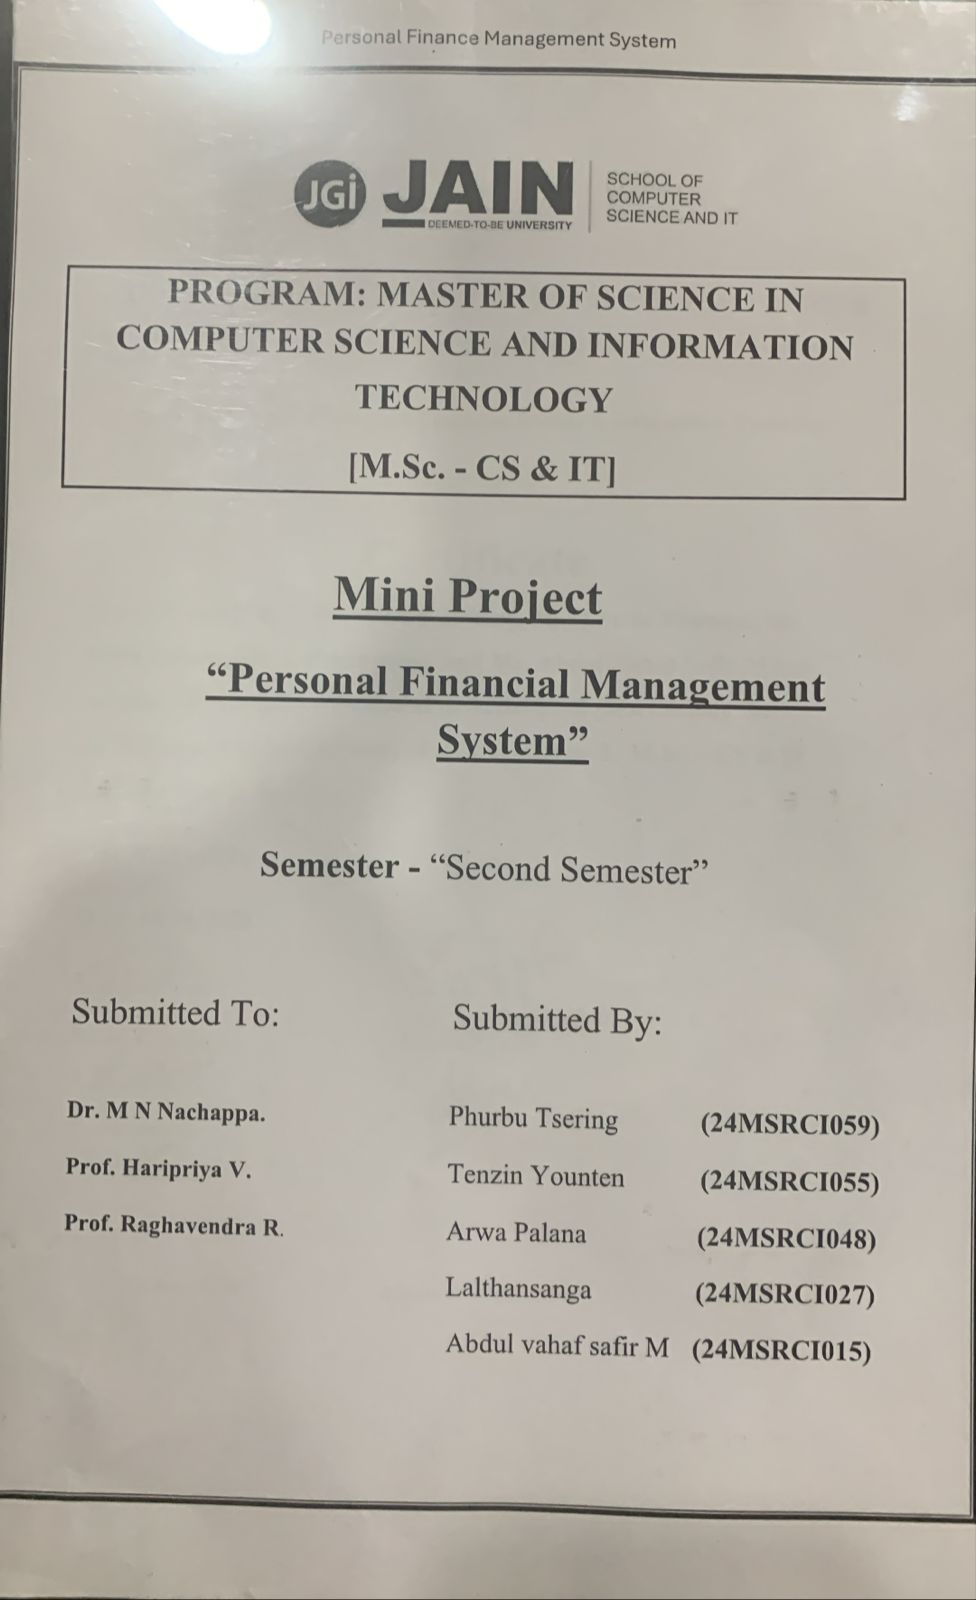 Personal Finance Management System
JGi JAIN
DEEMED-TO-BE UNIVERSITY
SCHOOL OF
COMPUTER
SCIENCE AND IT
PROGRAM: MASTER OF SCIENCE IN
COMPUTER SCIENCE AND INFORMATION
TECHNOLOGY
[M.Sc. - CS & IT]
Mini Project
“Personal Financial Management
System”
Semester - “Second Semester”
Submitted To:
Dr. M N Nachappa.
Prof. Haripriya V.
Prof. Raghavendra R.
Submitted By:
Phurbu Tsering (24MSRCI059)
Tenzin Younten (24MSRCI055)
Arwa Palana (24MSRCI048)
Lalthansanga (24MSRCI027)
Abdul vahaf safir M (24MSRCI015)